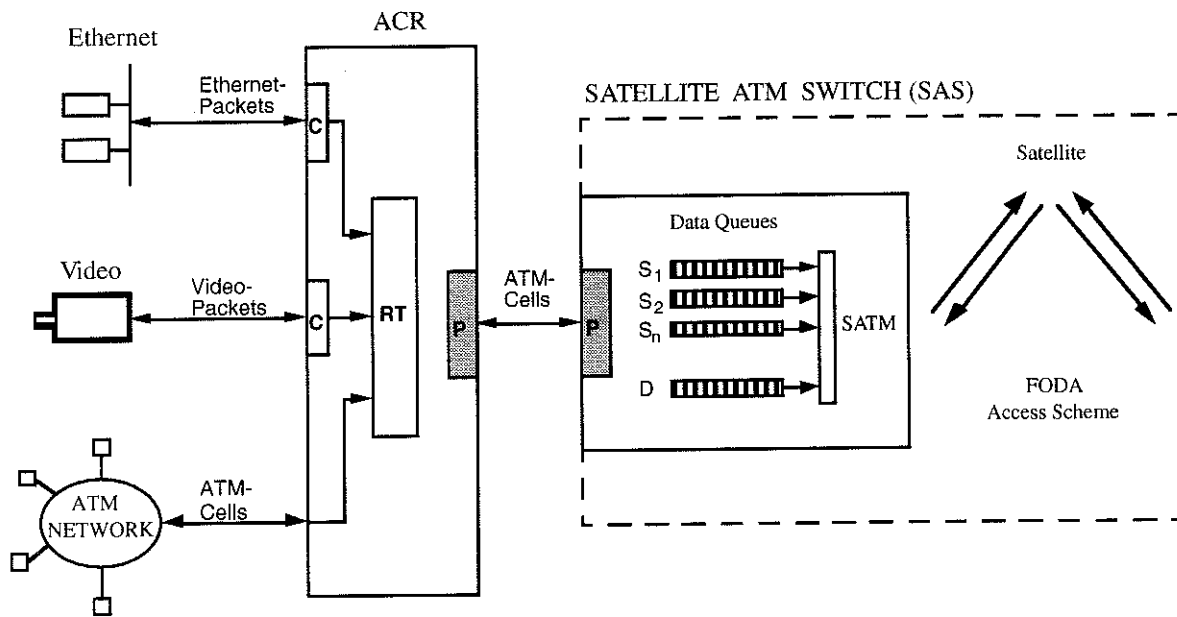 Ethernet
Ethernet-
Packets
C
Video
Video-
Packets
C
ATM
NETWORK
ATM-
Cells
ACR
RT
P
ATM-
Cells
SATELLITE ATM SWITCH (SAS)
P
Data Queues
S1
S2
Sn
D
SATM
Satellite
FODA
Access Scheme